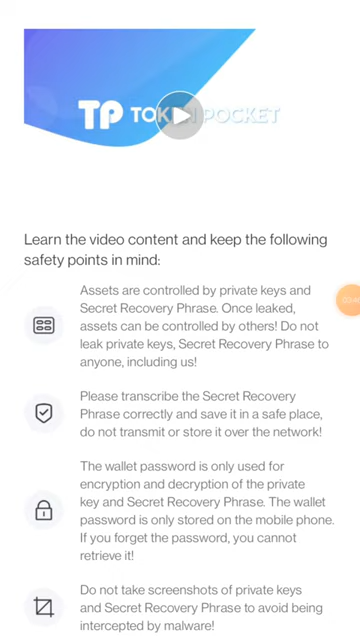 TP TOKEN POCKET
Learn the video content and keep the following
safety points in mind:
Assets are controlled by private keys and
Secret Recovery Phrase. Once leaked,
assets can be controlled by others! Do not
leak private keys, Secret Recovery Phrase to
anyone, including us!
Please transcribe the Secret Recovery
Phrase correctly and save it in a safe place,
do not transmit or store it over the network!
The wallet password is only used for
encryption and decryption of the private
key and Secret Recovery Phrase. The wallet
password is only stored on the mobile phone.
If you forget the password, you cannot
retrieve it!
Do not take screenshots of private keys
and Secret Recovery Phrase to avoid being
intercepted by malware!